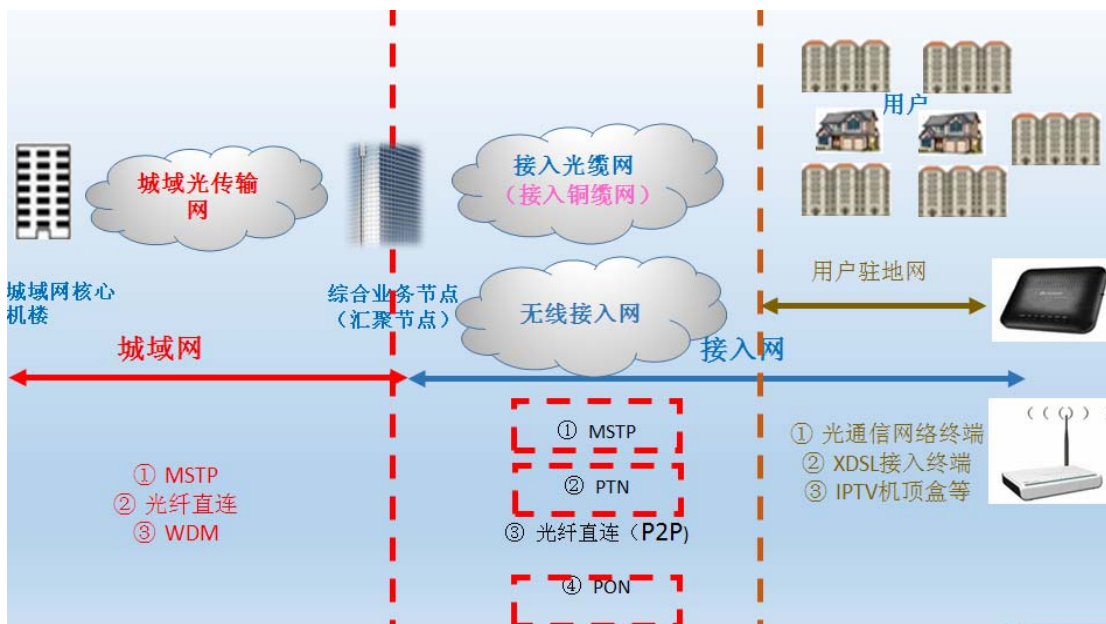 用户
城域光传输
网
接入光缆网
（接入铜缆网）
用户驻地网
城域网核心
机楼
综合业务节点
（汇聚节点）
无线接入网
城域网
接入网
① MSTP
② 光纤直连
③ WDM
① MSTP
② PTN
③ 光纤直连（P2P)
④ PON
① 光通信网络终端
② XDSL接入终端
③ IPTV机顶盒等